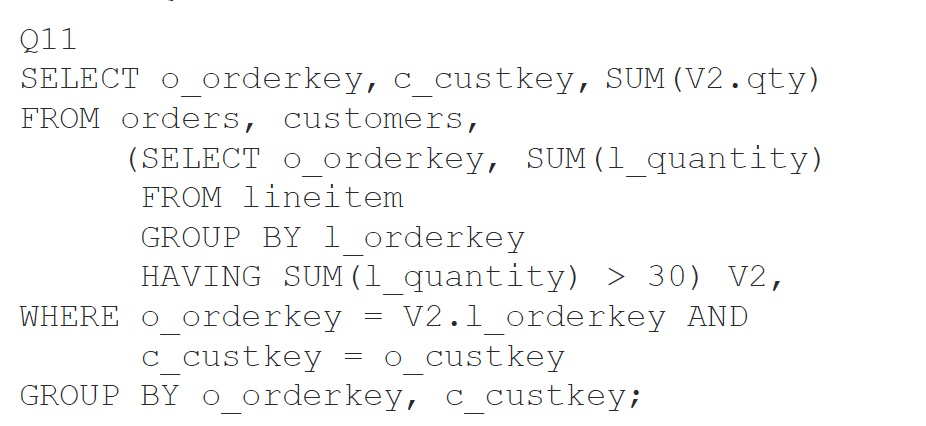 Q11
SELECT o_orderkey, c_custkey, SUM(V2.qty)
FROM orders, customers,
(SELECT o_orderkey, SUM(l_quantity)
FROM lineitem
GROUP BY l_orderkey
HAVING SUM(l_quantity) > 30) V2,
WHERE o_orderkey = V2.l_orderkey AND
c_custkey = o_custkey
GROUP BY o_orderkey, c_custkey;